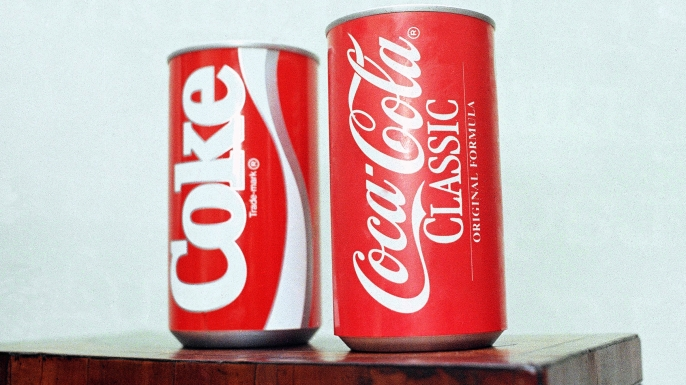 Coke
Trade-mark ®
Coca-Cola ®
CLASSIC
ORIGINAL FORMULA